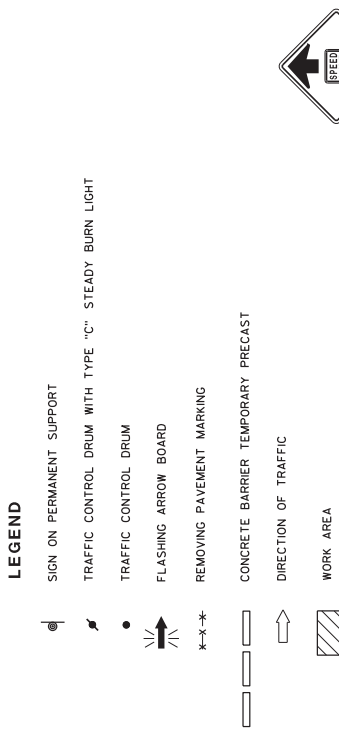 LEGEND
SIGN ON PERMANENT SUPPORT
TRAFFIC CONTROL DRUM WITH TYPE "C" STEADY BURN LIGHT
TRAFFIC CONTROL DRUM
FLASHING ARROW BOARD
REMOVING PAVEMENT MARKING
CONCRETE BARRIER TEMPORARY PRECAST
DIRECTION OF TRAFFIC
WORK AREA
SPEED